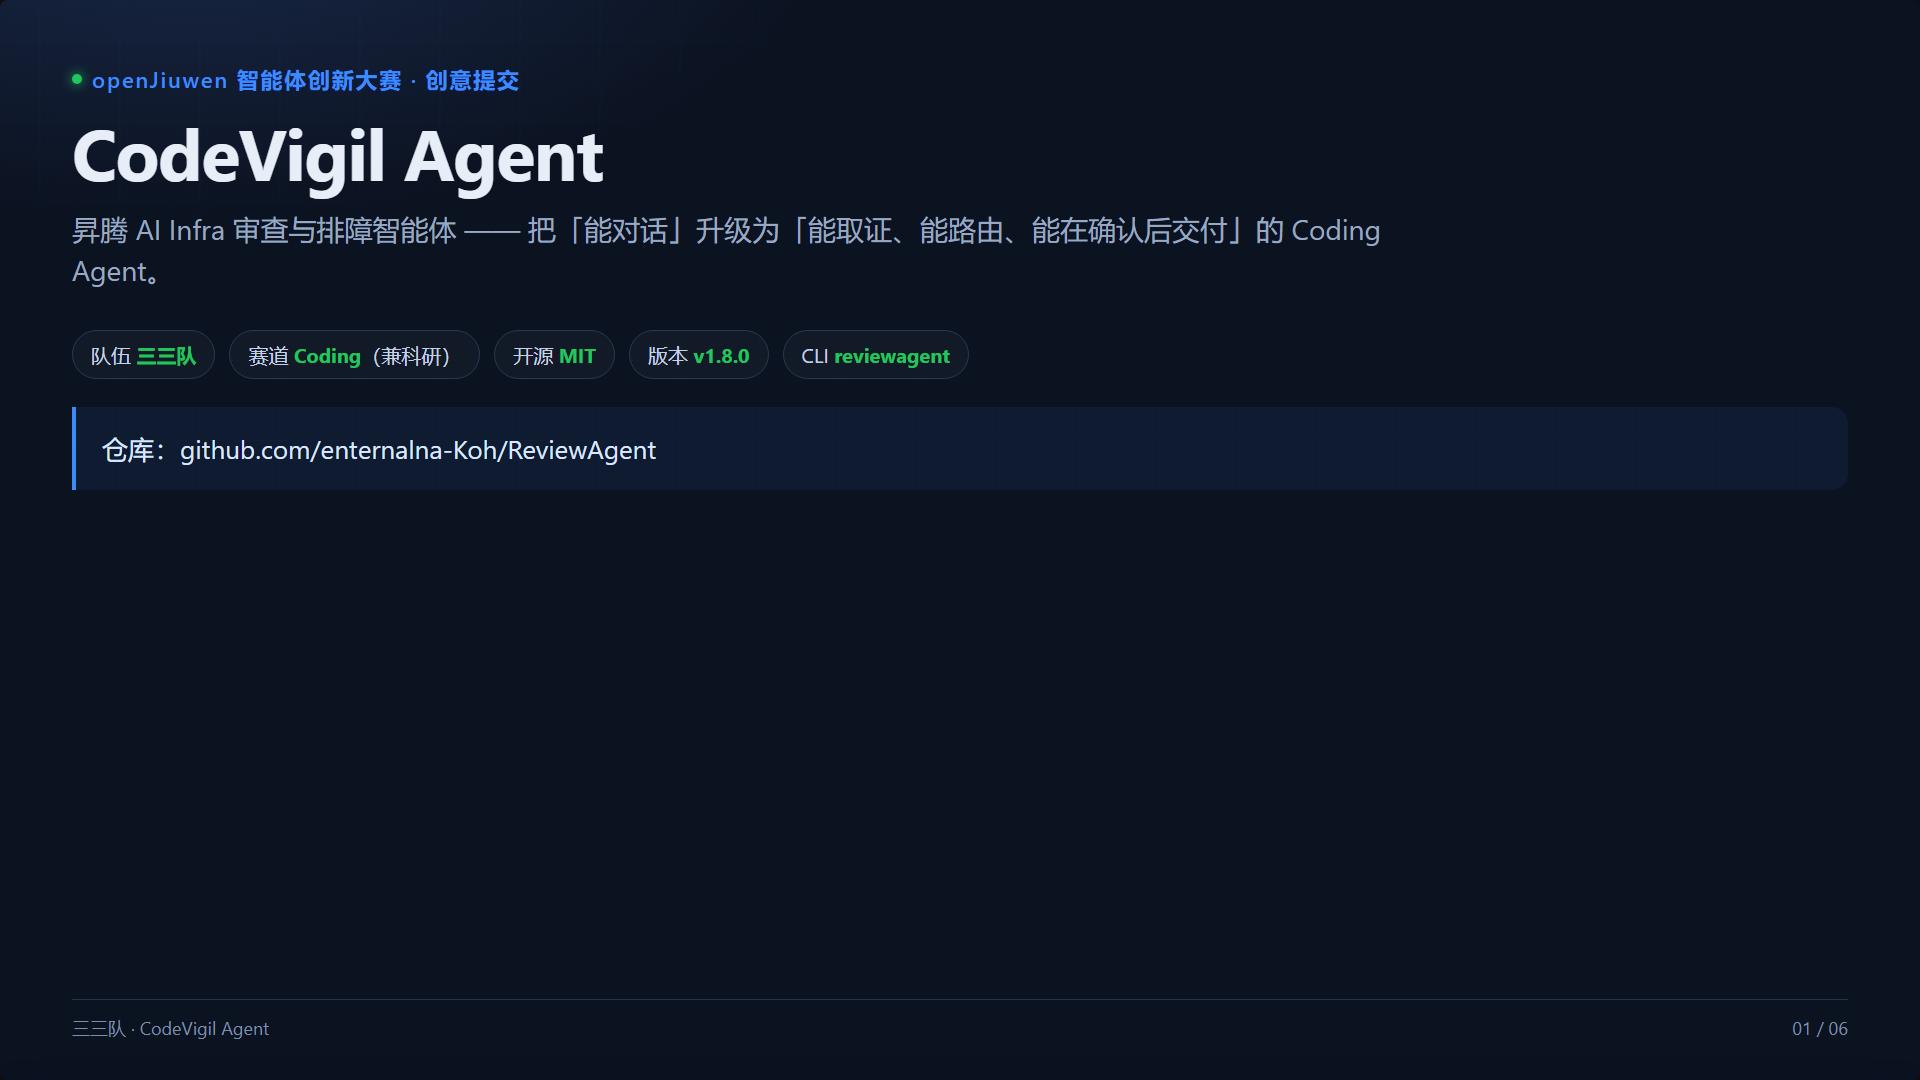 openJiuwen 智能体创新大赛 · 创意提交
CodeVigil Agent
昇腾 AI Infra 审查与排障智能体 —— 把「能对话」升级为「能取证、能路由、能在确认后交付」的 Coding
Agent。
队伍 三三队
赛道 Coding（兼科研）
开源 MIT
版本 v1.8.0
CLI reviewagent
仓库：github.com/enternalna-Koh/ReviewAgent
三三队 · CodeVigil Agent
01 / 06